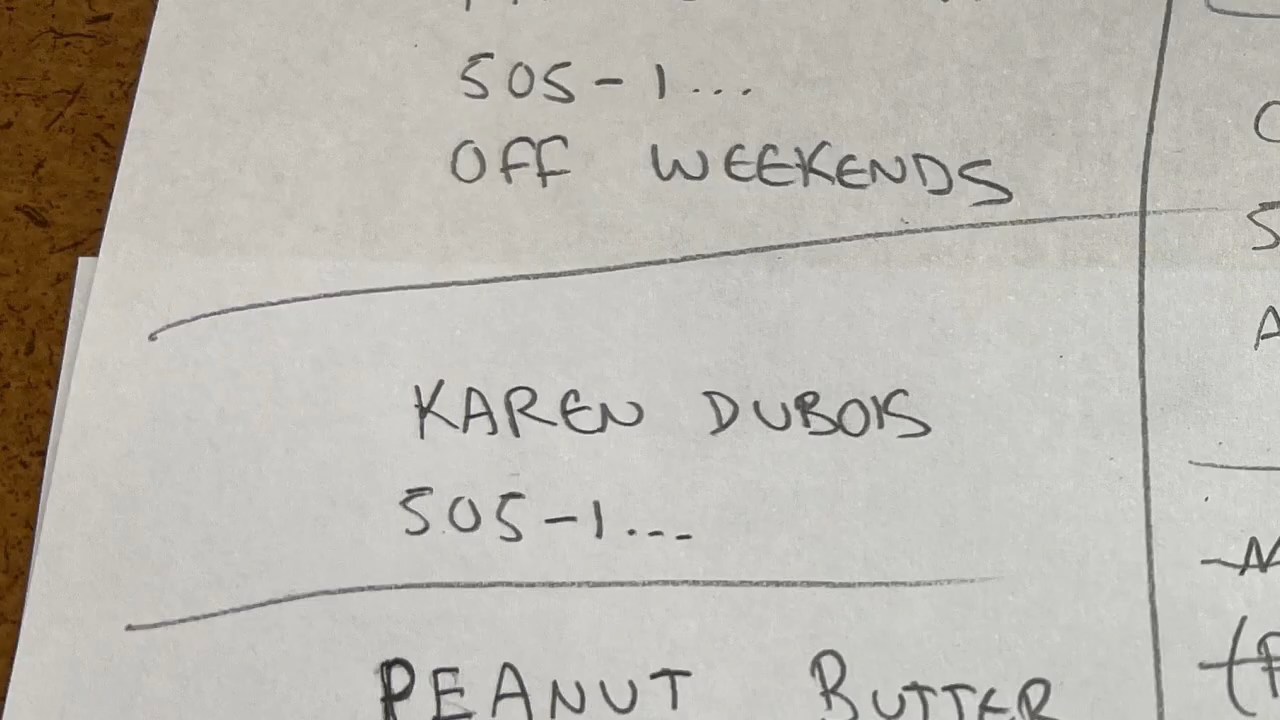 505-1...
OFF WEEKENDS
KAREN DUBOIS
505-1...
PEANUT BUTTER